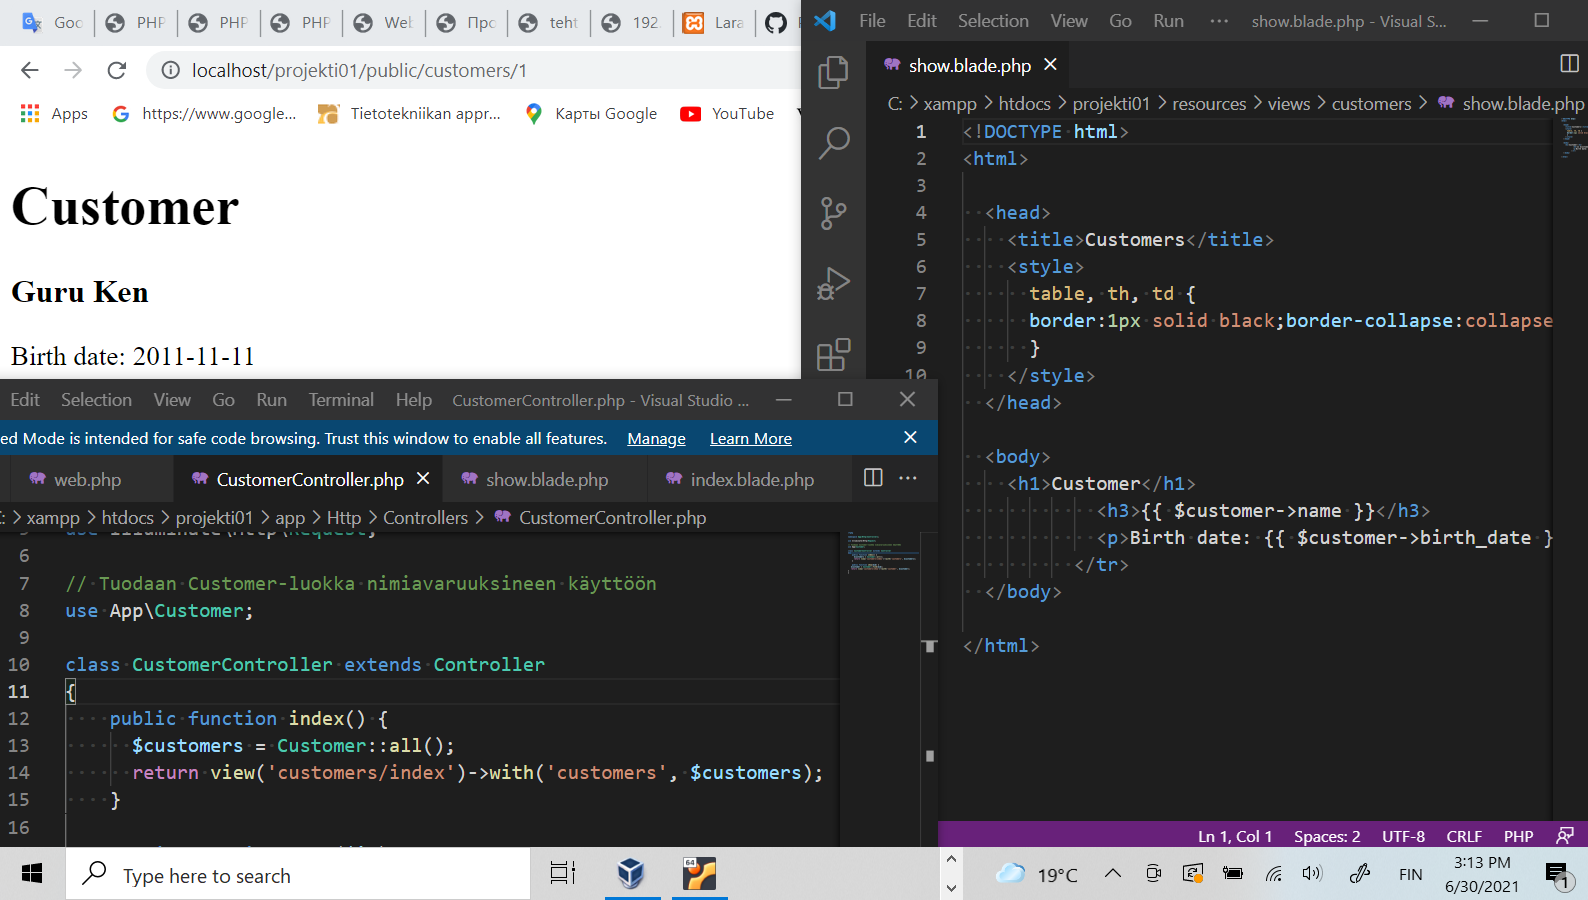 Goo PHP PHP PHP Web Про teht 192. Lara
localhost/projekti01/public/customers/1
Apps https://www.google... Tietotekniikan appr... Карты Google YouTube
Customer
Guru Ken
Birth date: 2011-11-11
File Edit Selection View Go Run ··· show.blade.php - Visual S...
show.blade.php
C: > xampp > htdocs > projekti01 > resources > views > customers > show.blade.php
1 <!DOCTYPE html>
2 <html>
3
4 <head>
5 <title>Customers</title>
6 <style>
7 table, th, td {
8 border:1px solid black;border-collapse:collapse
9 }
10 </style>
</head>
<body>
<h1>Customer</h1>
<h3>{{ $customer->name }}</h3>
<p>Birth date: {{ $customer->birth_date }
</tr>
</body>
</html>
Ln 1, Col 1 Spaces: 2 UTF-8 CRLF PHP
Edit Selection View Go Run Terminal Help CustomerController.php - Visual Studio ...
ed Mode is intended for safe code browsing. Trust this window to enable all features. Manage Learn More
web.php CustomerController.php show.blade.php index.blade.php
: > xampp > htdocs > projekti01 > app > Http > Controllers > CustomerController.php
use Illuminate\Http\Request;
6
7 // Tuodaan Customer-luokka nimiavaruuksineen käyttöön
8 use App\Customer;
9
10 class CustomerController extends Controller
11 {
12 public function index() {
13 $customers = Customer::all();
14 return view('customers/index')->with('customers', $customers);
15 }
16
Type here to search
64
19°C FIN 3:13 PM
6/30/2021
1